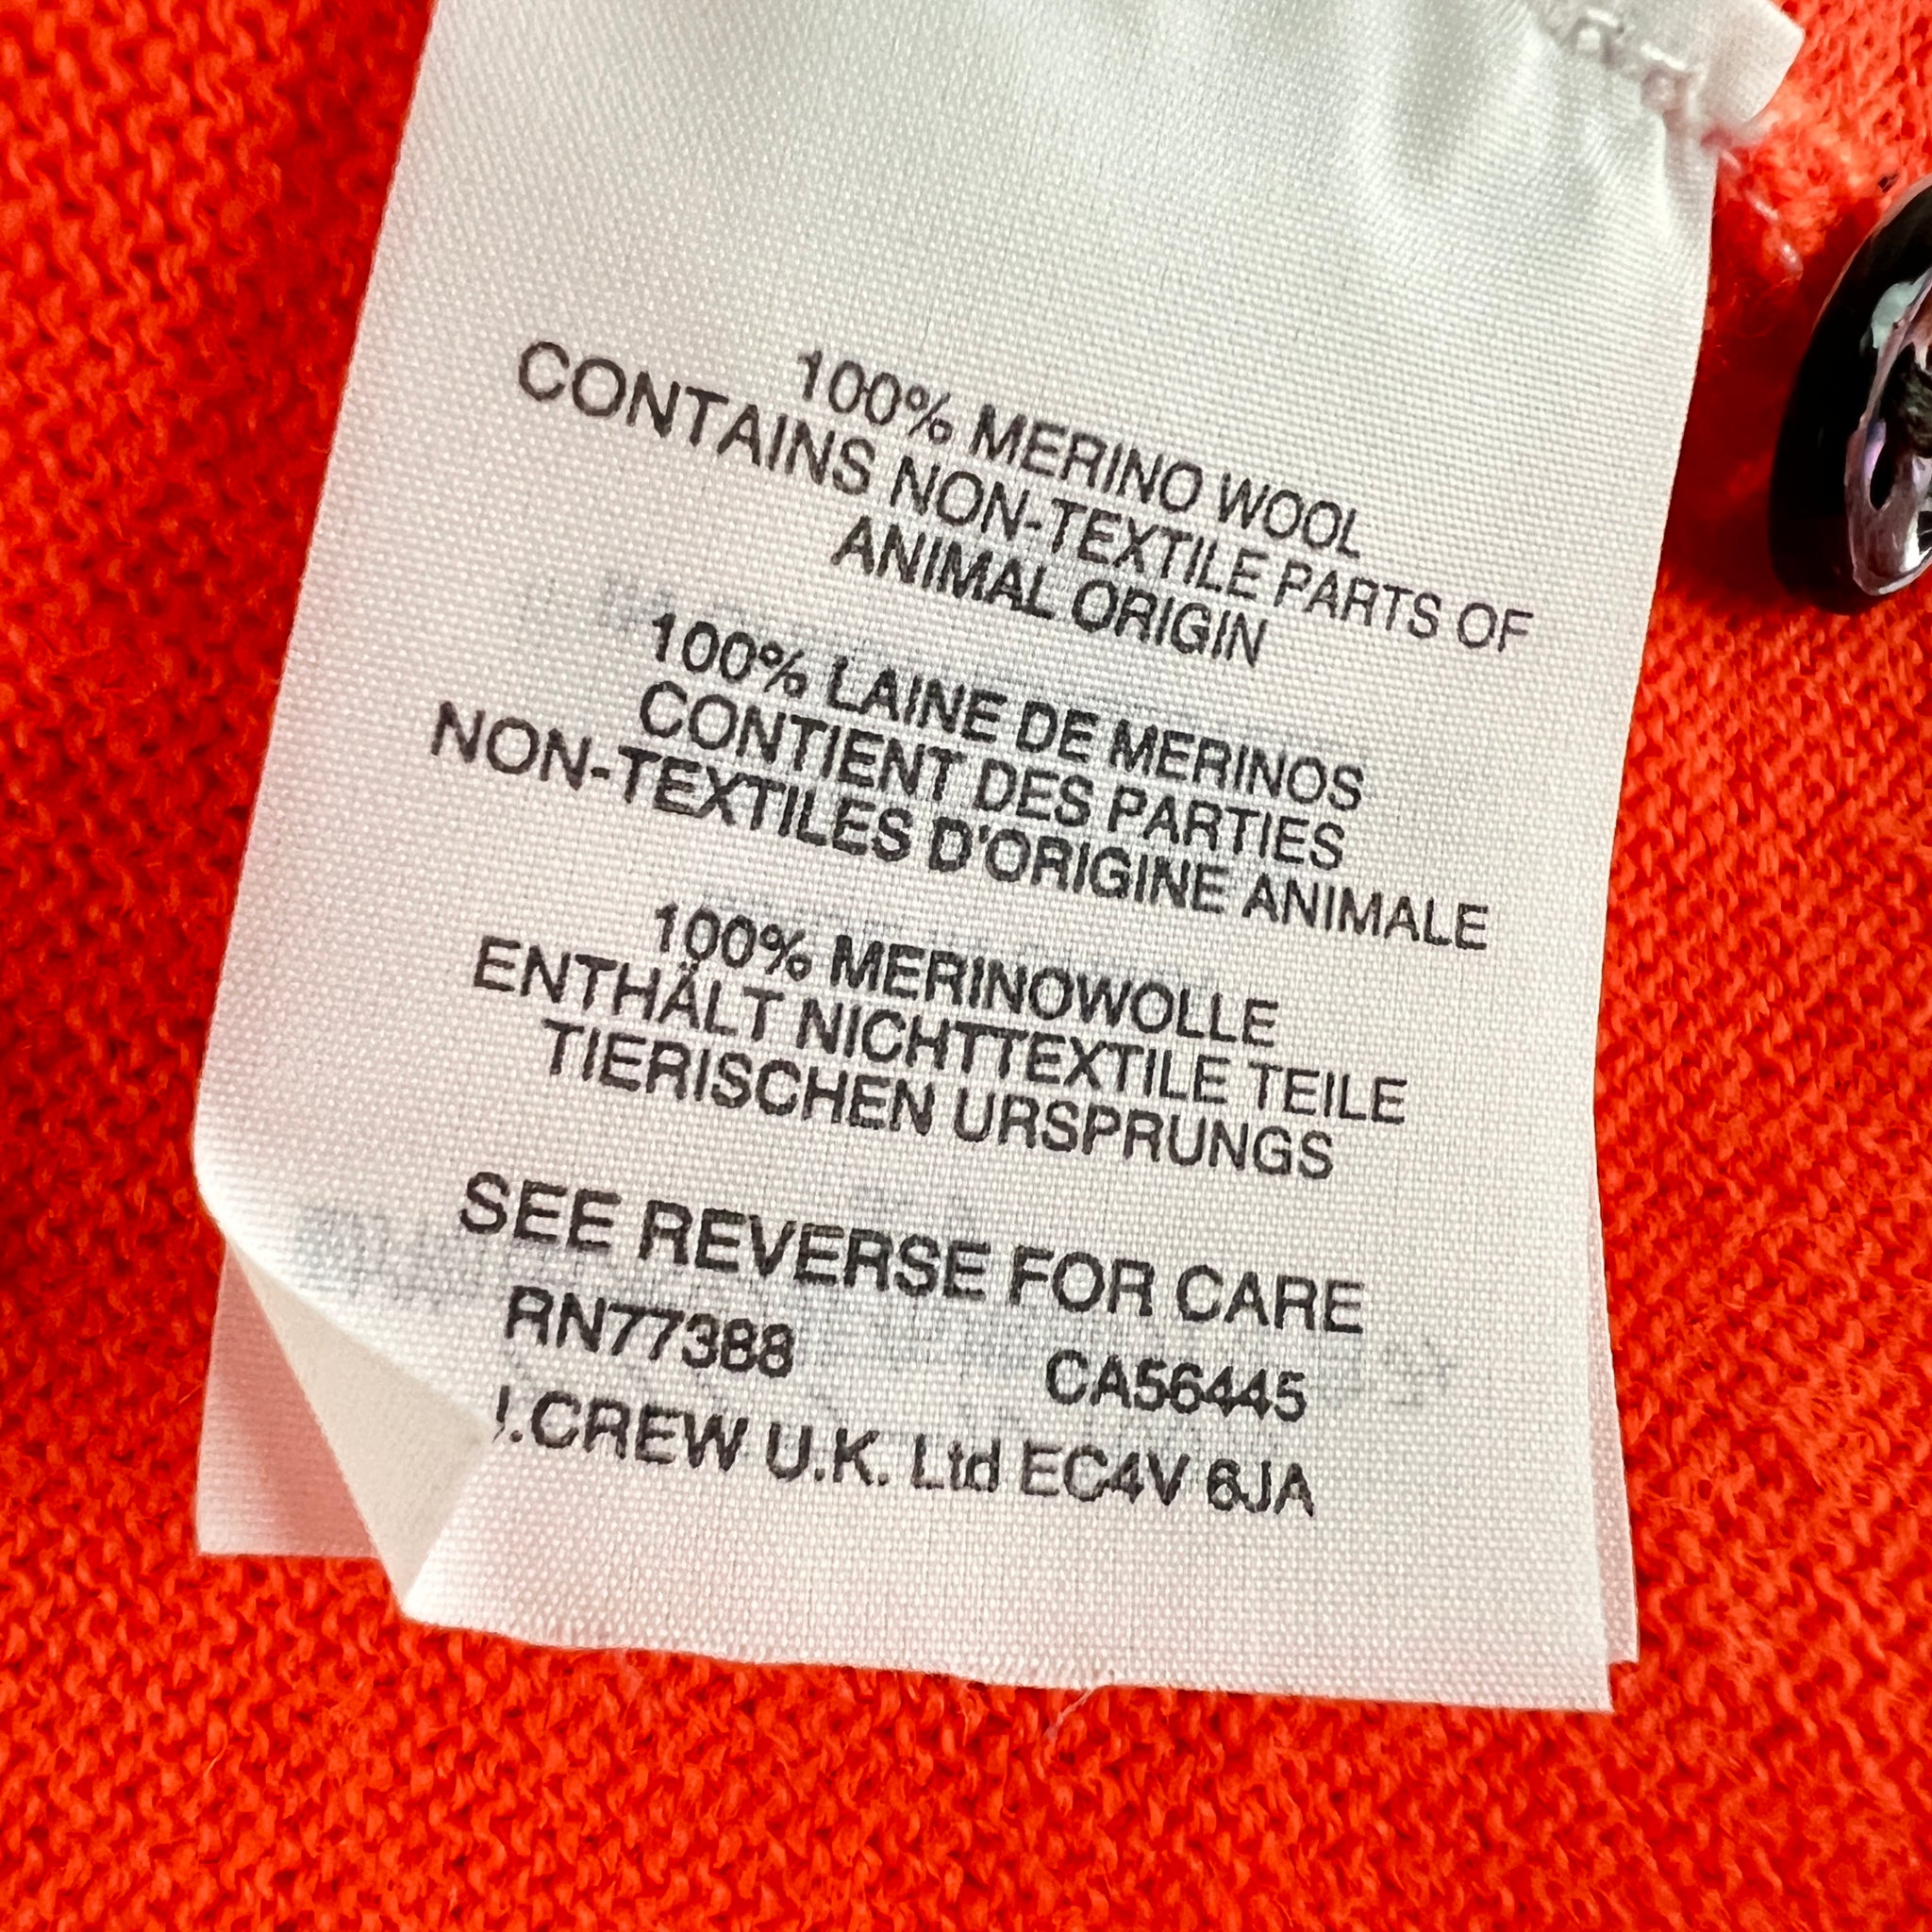 100% MERINO WOOL
CONTAINS NON-TEXTILE PARTS OF
ANIMAL ORIGIN
100% LAINE DE MERINOS
CONTIENT DES PARTIES
NON-TEXTILES D'ORIGINE ANIMALE
100% MERINOWOLLE
ENTHÄLT NICHTTEXTILE TEILE
TIERISCHEN URSPRUNGS
SEE REVERSE FOR CARE
RN77388 CA56445
J.CREW U.K. Ltd EC4V 6JA